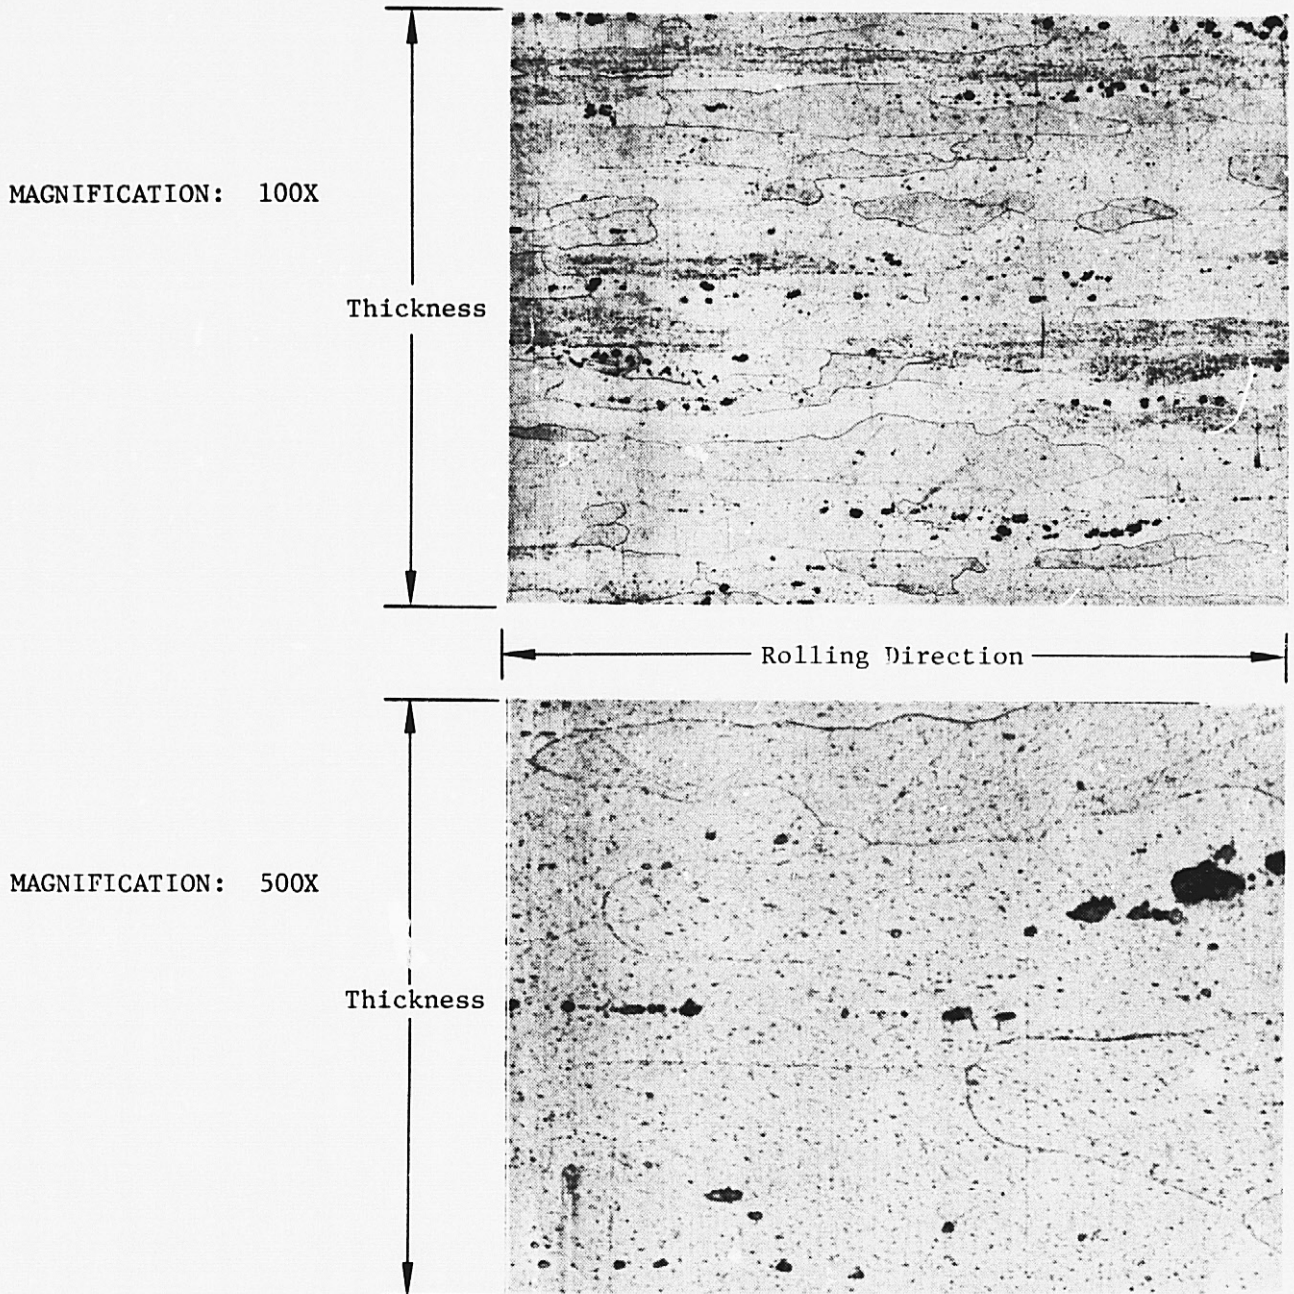 MAGNIFICATION: 100X
Thickness
Rolling Direction
MAGNIFICATION: 500X
Thickness